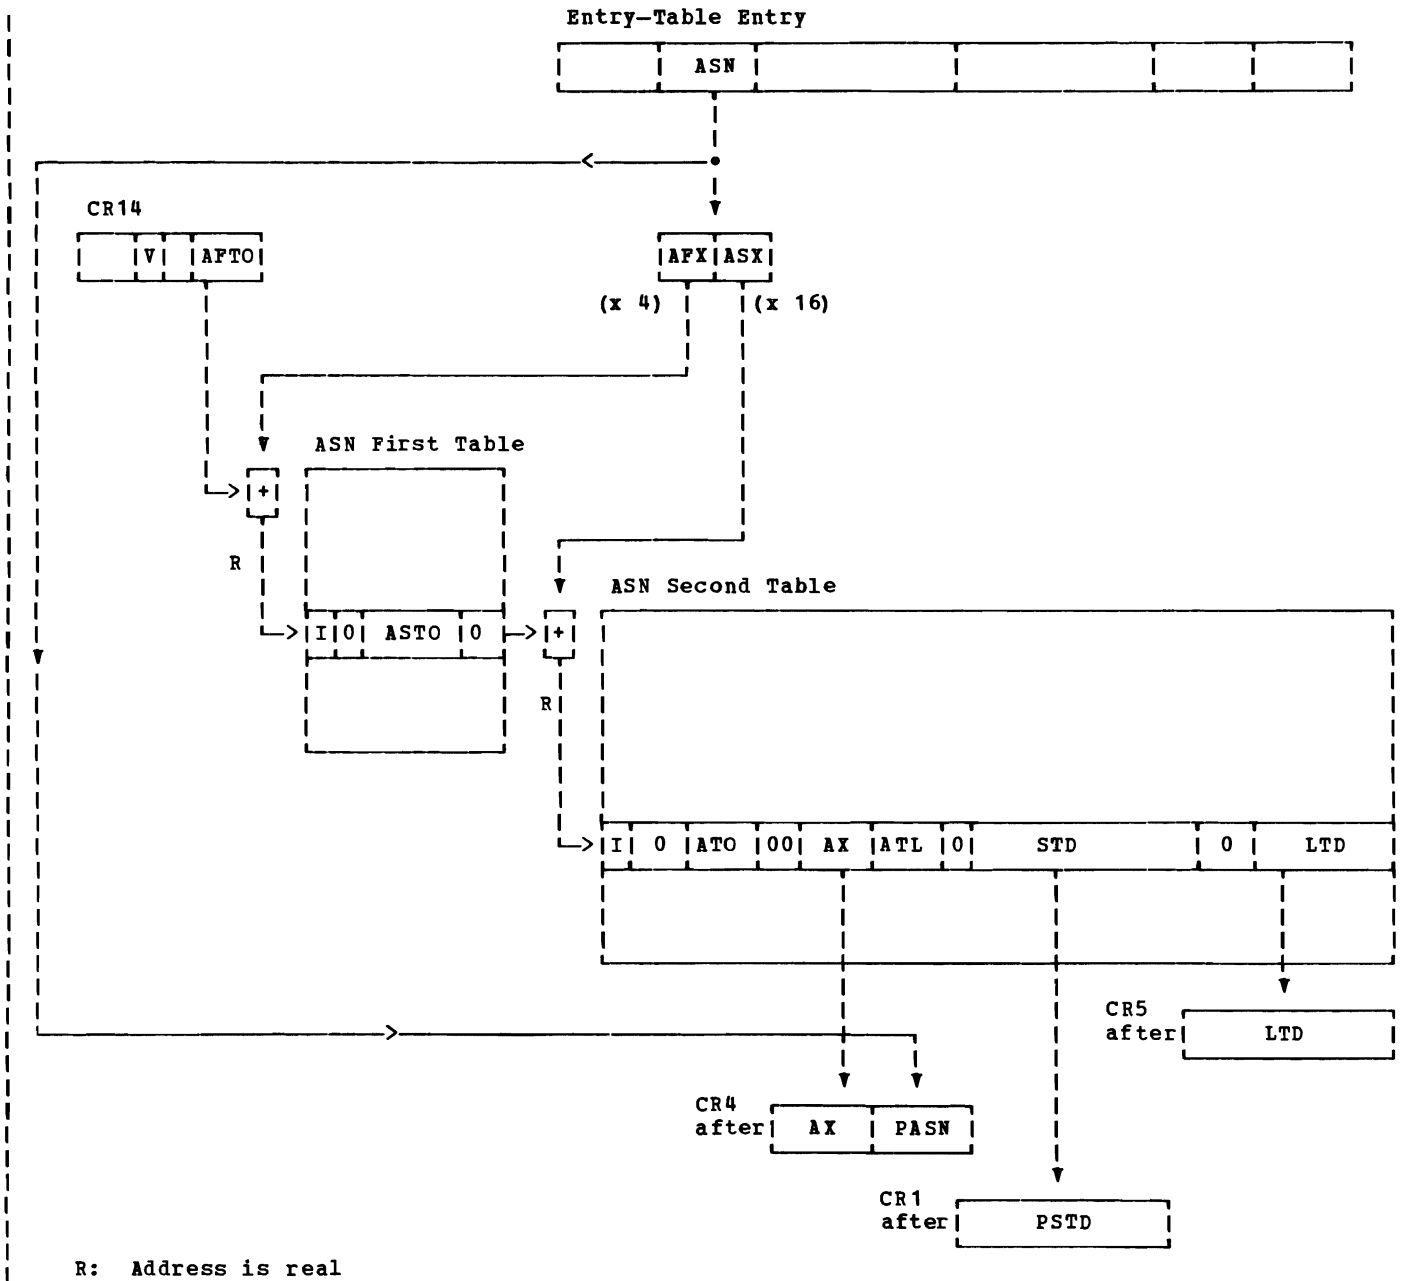 Entry-Table Entry
ASN
CR14
V AFTO
AFX ASX
(x 4) (x 16)
ASN First Table
+
R
ASN Second Table
I 0 ASTO 0
+
R
I 0 ATO 00 AX ATL 0 STD 0 LTD
CR5
after LTD
CR4
after AX PASN
CR1
after PSTD
R: Address is real